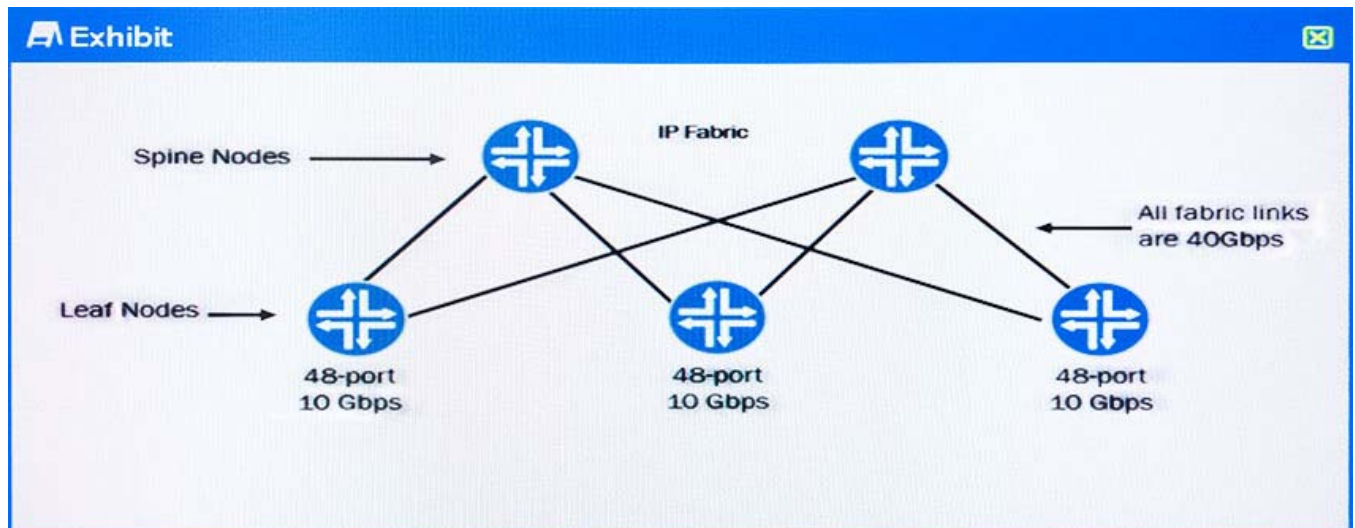 Exhibit
IP Fabric
Spine Nodes
All fabric links
are 40Gbps
Leaf Nodes
48-port
10 Gbps
48-port
10 Gbps
48-port
10 Gbps